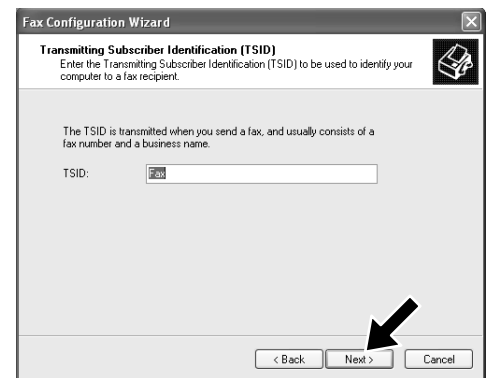 Fax Configuration Wizard
Transmitting Subscriber Identification (TSID)
Enter the Transmitting Subscriber Identification (TSID) to be used to identify your
computer to a fax recipient.
The TSID is transmitted when you send a fax, and usually consists of a
fax number and a business name.
TSID: Fax
< Back Next > Cancel